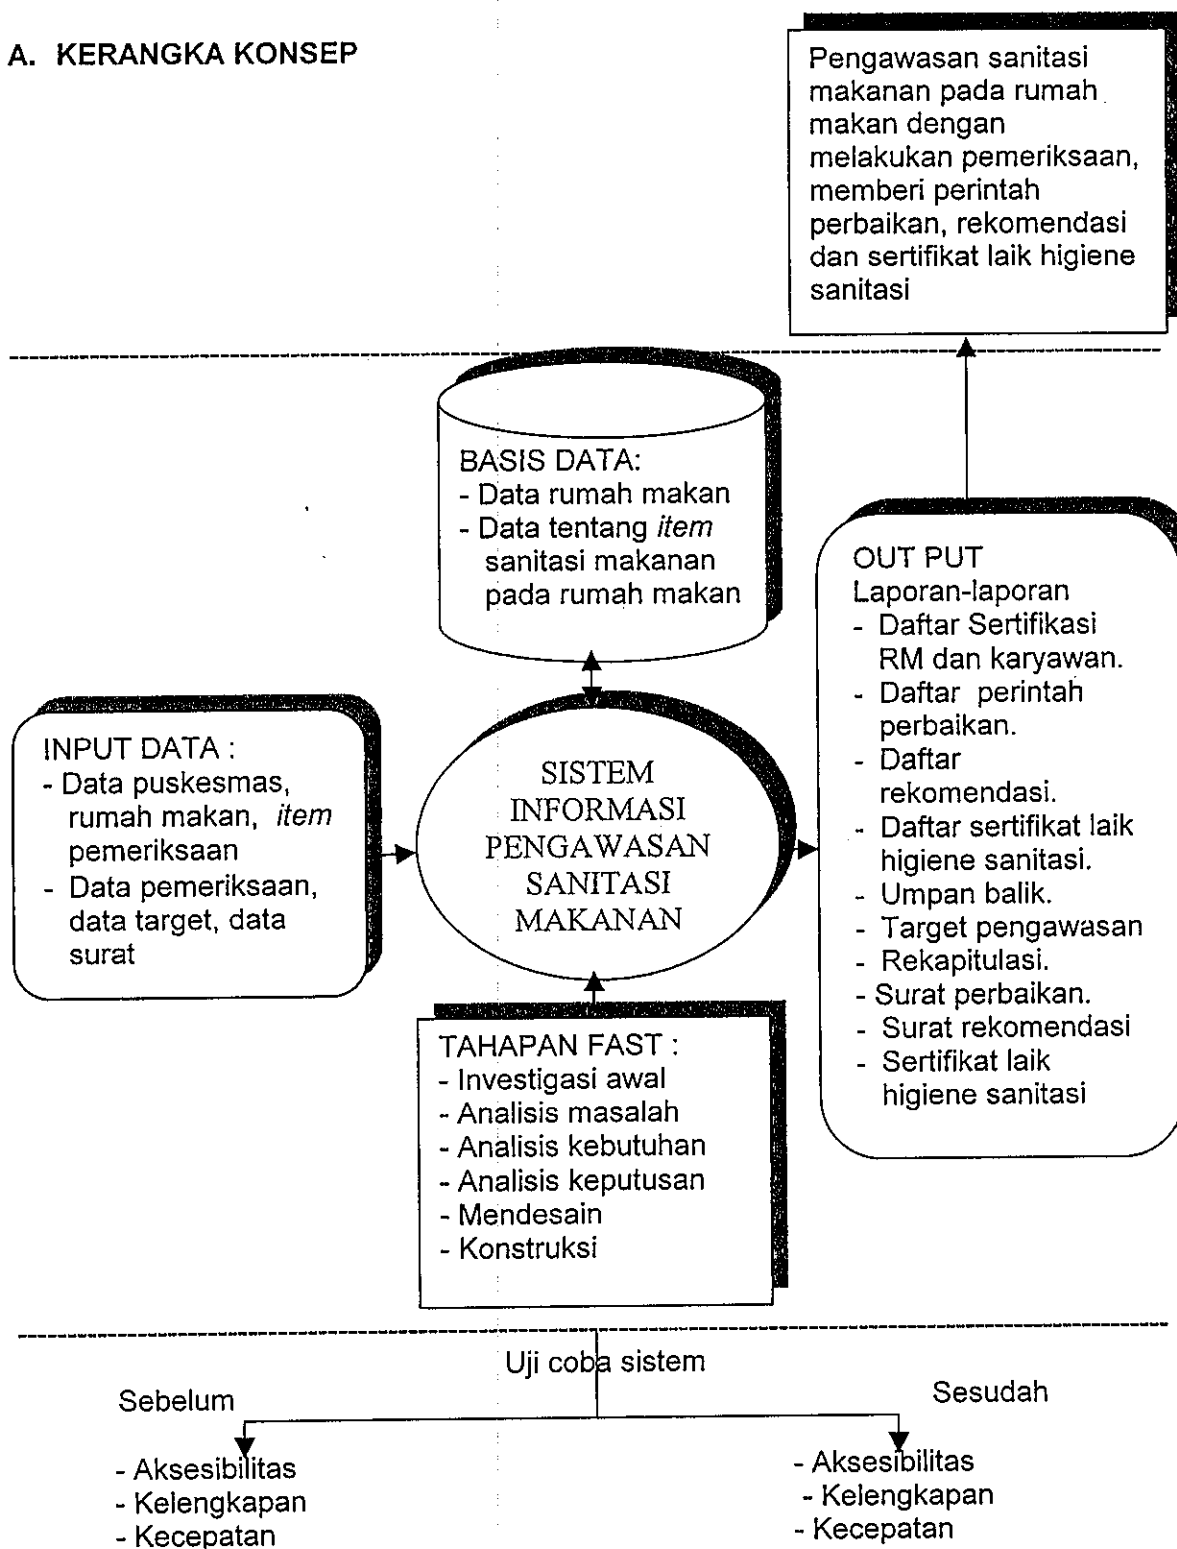 A. KERANGKA KONSEP
Pengawasan sanitasi
makanan pada rumah
makan dengan
melakukan pemeriksaan,
memberi perintah
perbaikan, rekomendasi
dan sertifikat laik higiene
sanitasi
BASIS DATA:
- Data rumah makan
- Data tentang item
sanitasi makanan
pada rumah makan
INPUT DATA :
- Data puskesmas,
rumah makan, item
pemeriksaan
- Data pemeriksaan,
data target, data
surat
SISTEM
INFORMASI
PENGAWASAN
SANITASI
MAKANAN
OUT PUT
Laporan-laporan
- Daftar Sertifikasi
RM dan karyawan.
- Daftar perintah
perbaikan.
- Daftar
rekomendasi.
- Daftar sertifikat laik
higiene sanitasi.
- Umpan balik.
- Target pengawasan
- Rekapitulasi.
- Surat perbaikan.
- Surat rekomendasi
- Sertifikat laik
higiene sanitasi
TAHAPAN FAST :
- Investigasi awal
- Analisis masalah
- Analisis kebutuhan
- Analisis keputusan
- Mendesain
- Konstruksi
Uji coba sistem
Sebelum
- Aksesibilitas
- Kelengkapan
- Kecepatan
Sesudah
- Aksesibilitas
- Kelengkapan
- Kecepatan